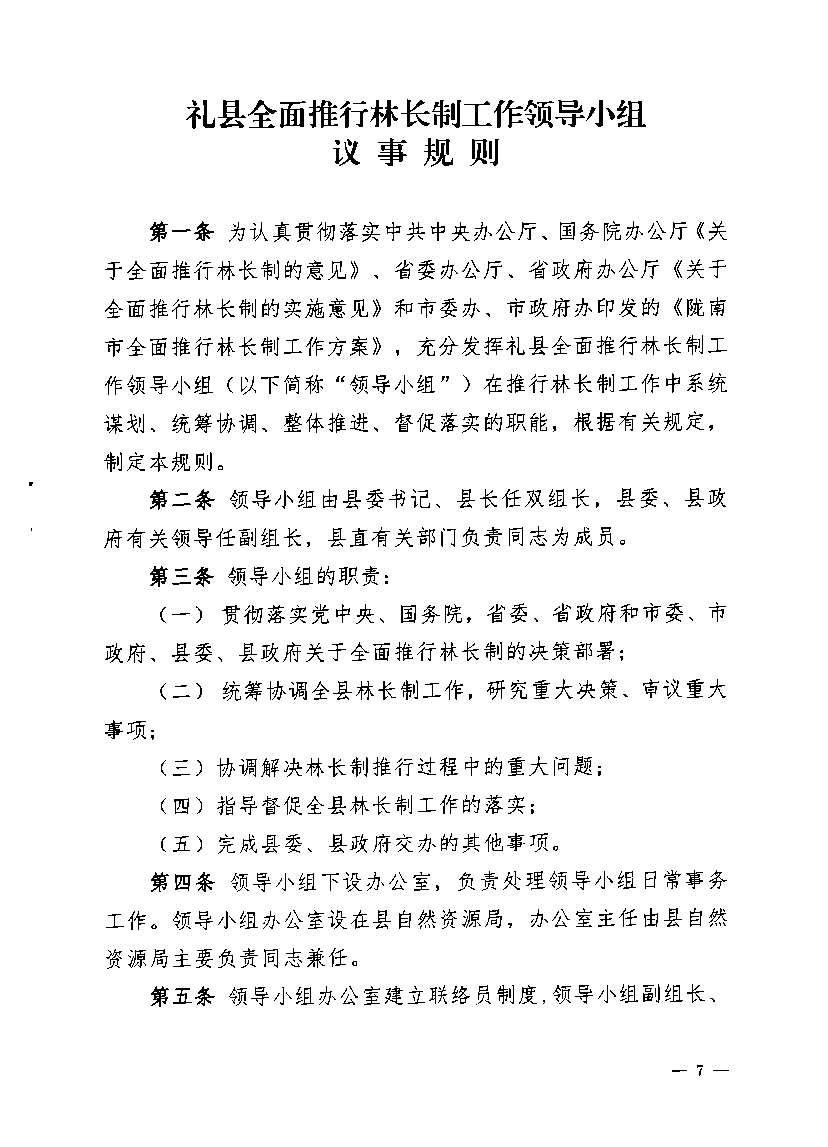 礼县全面推行林长制工作领导小组
议 事 规 则
第一条 为认真贯彻落实中共中央办公厅、国务院办公厅《关
于全面推行林长制的意见》、省委办公厅、省政府办公厅《关于
全面推行林长制的实施意见》和市委办、市政府办印发的《陇南
市全面推行林长制工作方案》，充分发挥礼县全面推行林长制工
作领导小组（以下简称“领导小组”）在推行林长制工作中系统
谋划、统筹协调、整体推进、督促落实的职能，根据有关规定，
制定本规则。
第二条 领导小组由县委书记、县长任双组长，县委、县政
府有关领导任副组长，县直有关部门负责同志为成员。
第三条 领导小组的职责：
（一） 贯彻落实党中央、国务院，省委、省政府和市委、市
政府、县委、县政府关于全面推行林长制的决策部署；
（二） 统筹协调全县林长制工作，研究重大决策、审议重大
事项；
（三）协调解决林长制推行过程中的重大问题；
（四）指导督促全县林长制工作的落实；
（五）完成县委、县政府交办的其他事项。
第四条 领导小组下设办公室，负责处理领导小组日常事务
工作。领导小组办公室设在县自然资源局，办公室主任由县自然
资源局主要负责同志兼任。
第五条 领导小组办公室建立联络员制度,领导小组副组长、
— 7 —